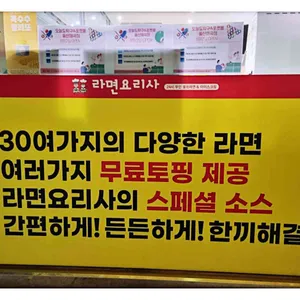 라면요리사
30여가지의 다양한 라면
여러가지 무료토핑 제공
라면요리사의 스페셜 소스
간편하게! 든든하게! 한끼해결